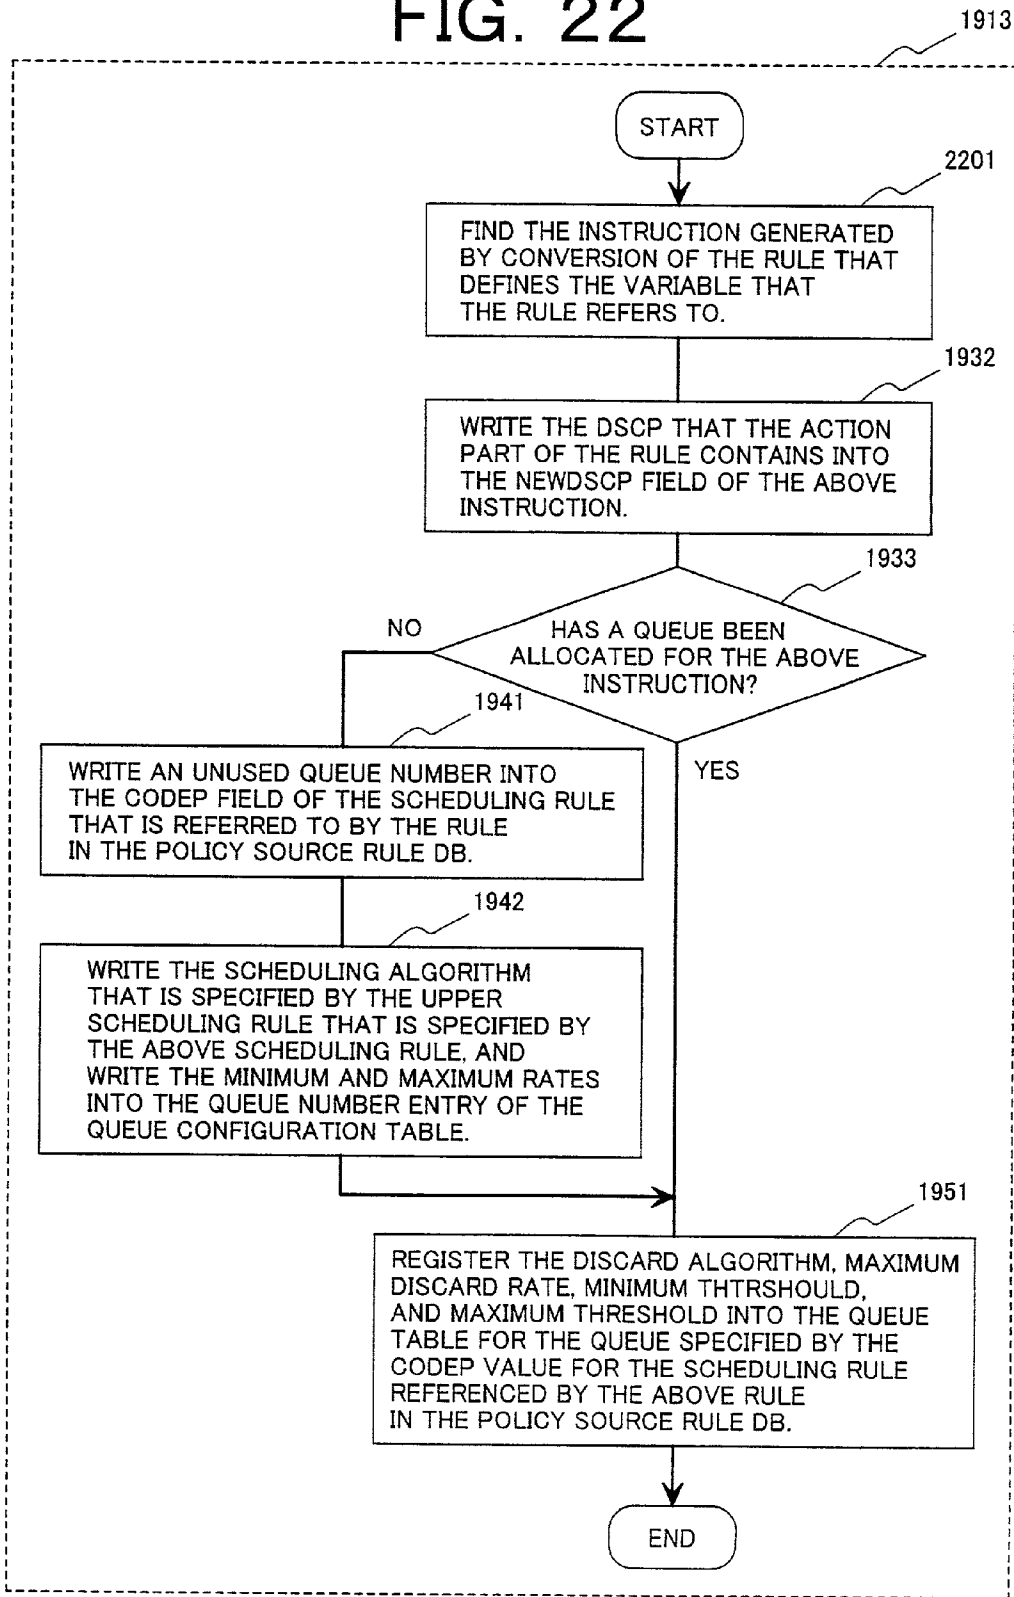 FIG. 22
1913
START
2201
FIND THE INSTRUCTION GENERATED
BY CONVERSION OF THE RULE THAT
DEFINES THE VARIABLE THAT
THE RULE REFERS TO.
1932
WRITE THE DSCP THAT THE ACTION
PART OF THE RULE CONTAINS INTO
THE NEWDSCP FIELD OF THE ABOVE
INSTRUCTION.
1933
NO
HAS A QUEUE BEEN
ALLOCATED FOR THE ABOVE
INSTRUCTION?
1941
YES
WRITE AN UNUSED QUEUE NUMBER INTO
THE CODEP FIELD OF THE SCHEDULING RULE
THAT IS REFERRED TO BY THE RULE
IN THE POLICY SOURCE RULE DB.
1942
WRITE THE SCHEDULING ALGORITHM
THAT IS SPECIFIED BY THE UPPER
SCHEDULING RULE THAT IS SPECIFIED BY
THE ABOVE SCHEDULING RULE, AND
WRITE THE MINIMUM AND MAXIMUM RATES
INTO THE QUEUE NUMBER ENTRY OF THE
QUEUE CONFIGURATION TABLE.
1951
REGISTER THE DISCARD ALGORITHM, MAXIMUM
DISCARD RATE, MINIMUM THTRSHOULD,
AND MAXIMUM THRESHOLD INTO THE QUEUE
TABLE FOR THE QUEUE SPECIFIED BY THE
CODEP VALUE FOR THE SCHEDULING RULE
REFERENCED BY THE ABOVE RULE
IN THE POLICY SOURCE RULE DB.
END